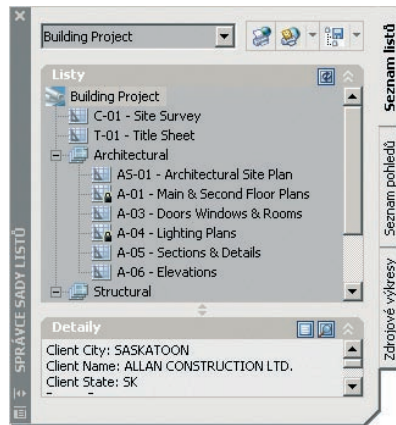 Building Project
Listy
Building Project
C-01 - Site Survey
T-01 - Title Sheet
Architectural
AS-01 - Architectural Site Plan
A-01 - Main & Second Floor Plans
A-03 - Doors Windows & Rooms
A-04 - Lighting Plans
A-05 - Sections & Details
A-06 - Elevations
Structural
Detaily
Client City: SASKATOON
Client Name: ALLAN CONSTRUCTION LTD.
Client State: SK
SPRÁVCE SADY LISTŮ
Seznam listů
Seznam pohledů
Zdrojové výkresy